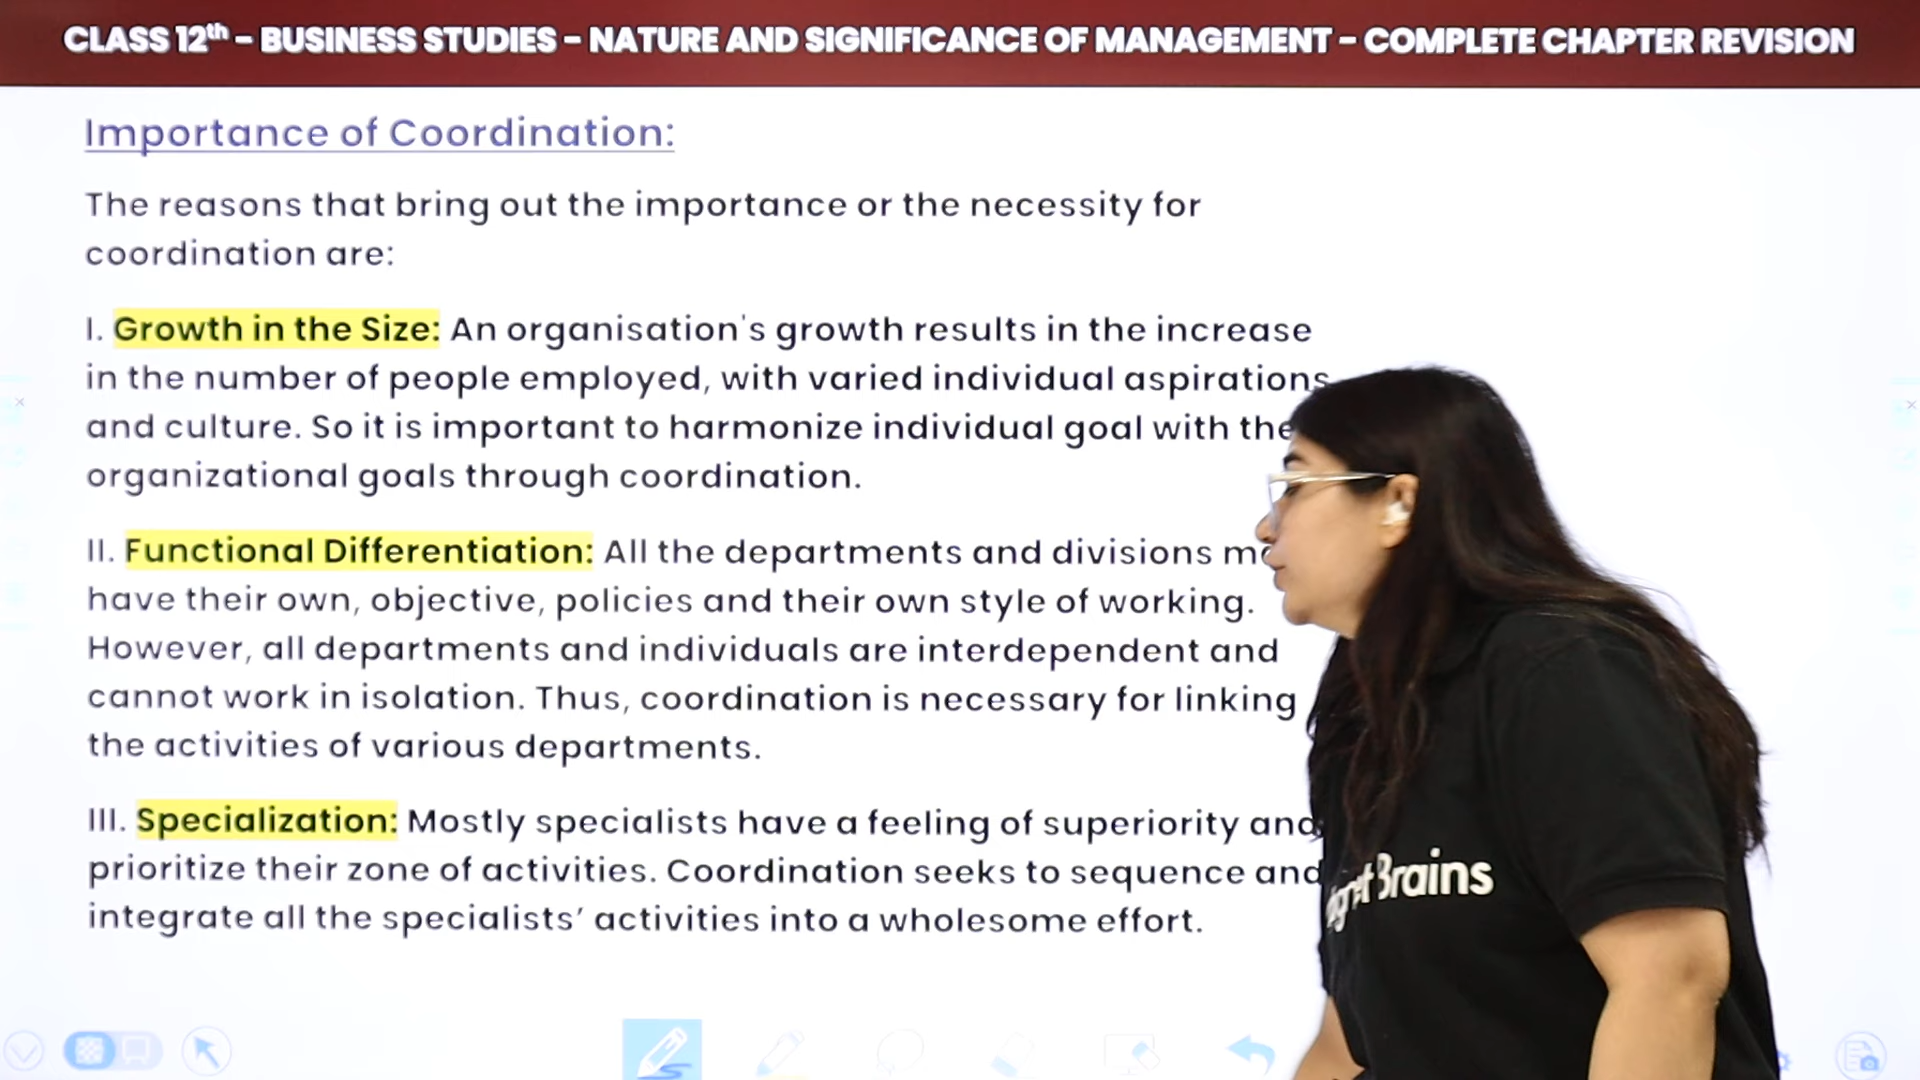 CLASS 12th – BUSINESS STUDIES – NATURE AND SIGNIFICANCE OF MANAGEMENT – COMPLETE CHAPTER REVISION
Importance of Coordination:
The reasons that bring out the importance or the necessity for
coordination are:
I. Growth in the Size: An organisation's growth results in the increase
in the number of people employed, with varied individual aspirations
and culture. So it is important to harmonize individual goal with the
organizational goals through coordination.
II. Functional Differentiation: All the departments and divisions
have their own, objective, policies and their own style of working.
However, all departments and individuals are interdependent and
cannot work in isolation. Thus, coordination is necessary for linking
the activities of various departments.
III. Specialization: Mostly specialists have a feeling of superiority and
prioritize their zone of activities. Coordination seeks to sequence and
integrate all the specialists’ activities into a wholesome effort.
Brains